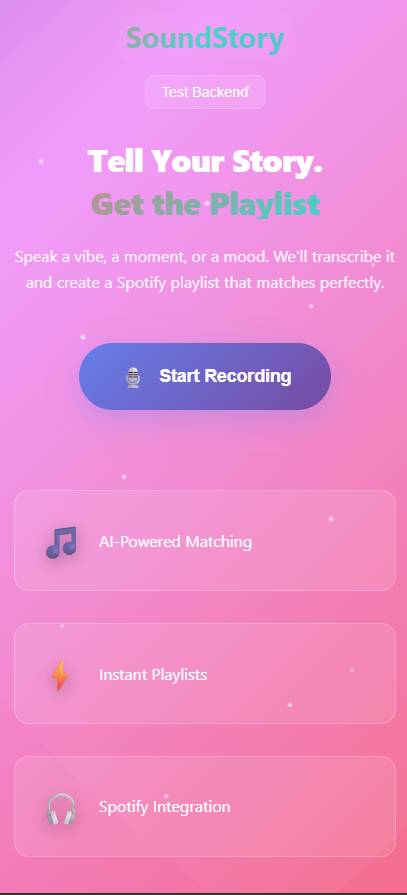 SoundStory
Test Backend
Tell Your Story.
Get the Playlist
Speak a vibe, a moment, or a mood. We'll transcribe it
and create a Spotify playlist that matches perfectly.
Start Recording
AI-Powered Matching
Instant Playlists
Spotify Integration